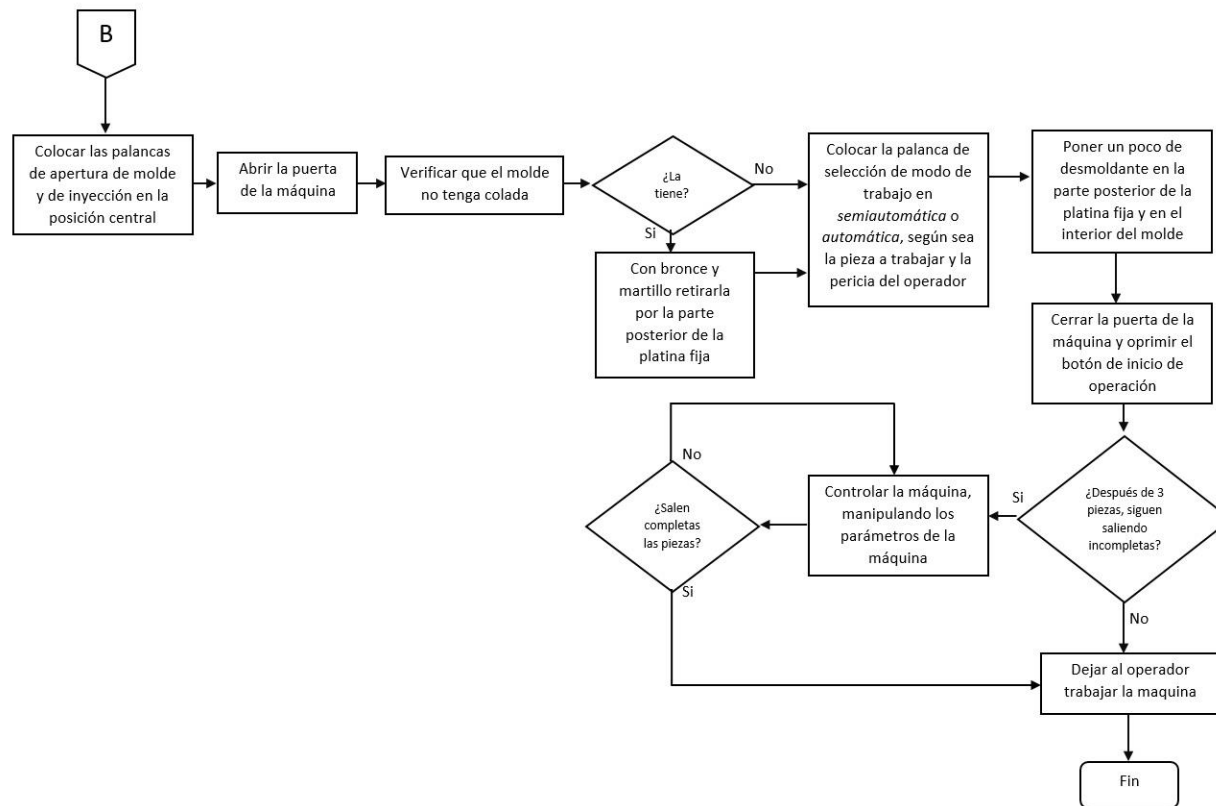 B
Colocar las palancas
de apertura de molde
y de inyección en la
posición central
Abrir la puerta
de la máquina
Verificar que el molde
no tenga colada
¿La
tiene?
No
Si
Con bronce y
martillo retirarla
por la parte
posterior de la
platina fija
Colocar la palanca de
selección de modo de
trabajo en
semiautomática o
automática, según sea
la pieza a trabajar y la
pericia del operador
Poner un poco de
desmoldante en la
parte posterior de la
platina fija y en el
interior del molde
Cerrar la puerta de la
máquina y oprimir el
botón de inicio de
operación
¿Después de 3
piezas, siguen
saliendo
incompletas?
Si
No
Controlar la máquina,
manipulando los
parámetros de la
máquina
¿Salen
completas
las piezas?
No
Si
Dejar al operador
trabajar la maquina
Fin